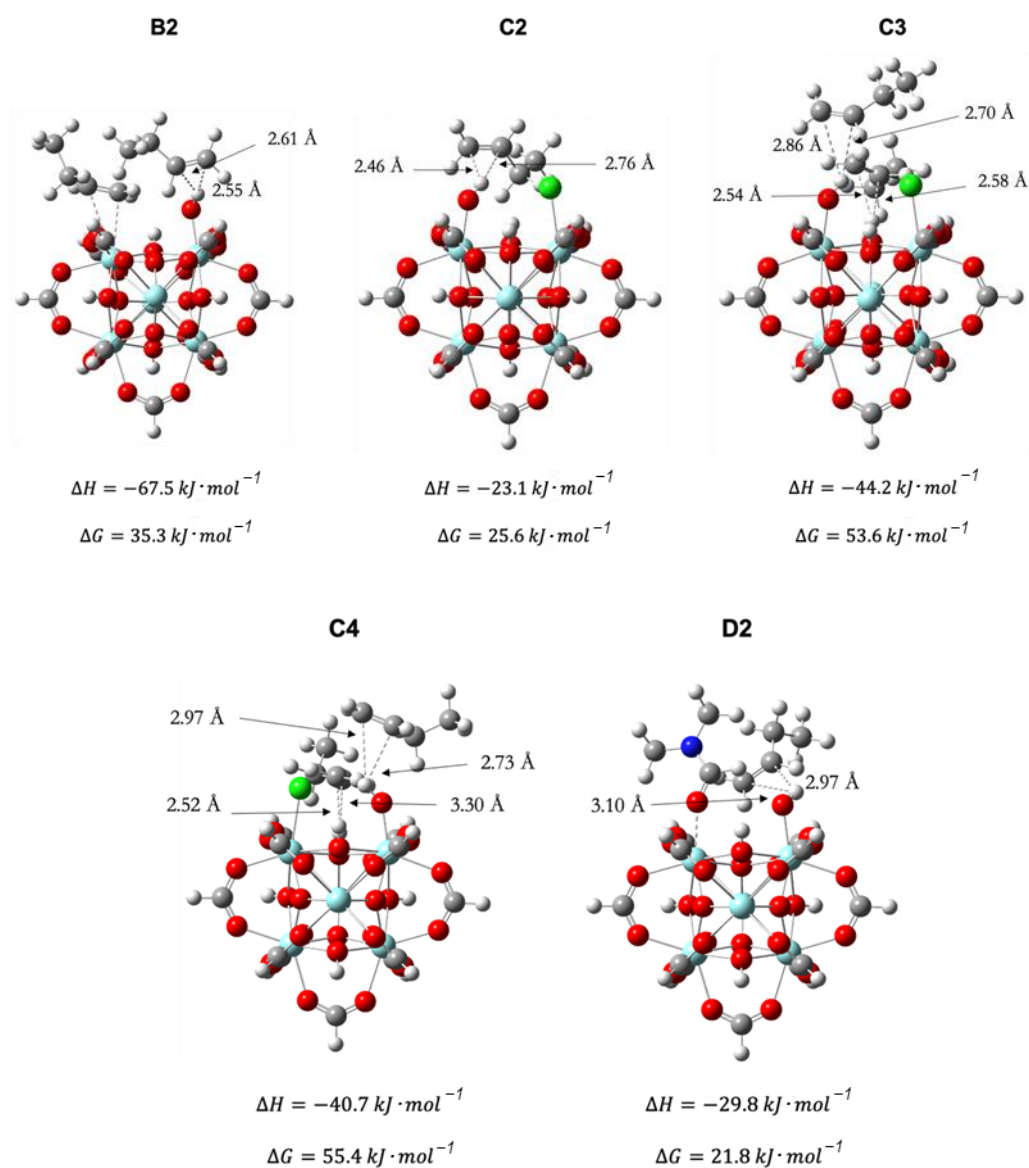 B2 C2 C3
2.61 Å
2.55 Å
2.46 Å
2.76 Å
2.70 Å
2.86 Å
2.54 Å
2.58 Å
ΔH = −67.5 kJ·mol⁻¹
ΔG = 35.3 kJ·mol⁻¹
ΔH = −23.1 kJ·mol⁻¹
ΔG = 25.6 kJ·mol⁻¹
ΔH = −44.2 kJ·mol⁻¹
ΔG = 53.6 kJ·mol⁻¹
C4 D2
2.97 Å
2.73 Å
2.52 Å
3.30 Å
2.97 Å
3.10 Å
ΔH = −40.7 kJ·mol⁻¹
ΔG = 55.4 kJ·mol⁻¹
ΔH = −29.8 kJ·mol⁻¹
ΔG = 21.8 kJ·mol⁻¹